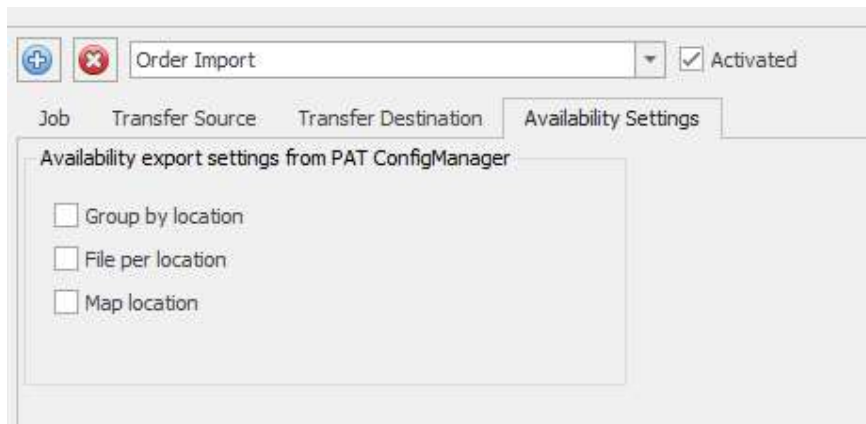 Order Import Activated
Job Transfer Source Transfer Destination Availability Settings
Availability export settings from PAT ConfigManager
Group by location
File per location
Map location